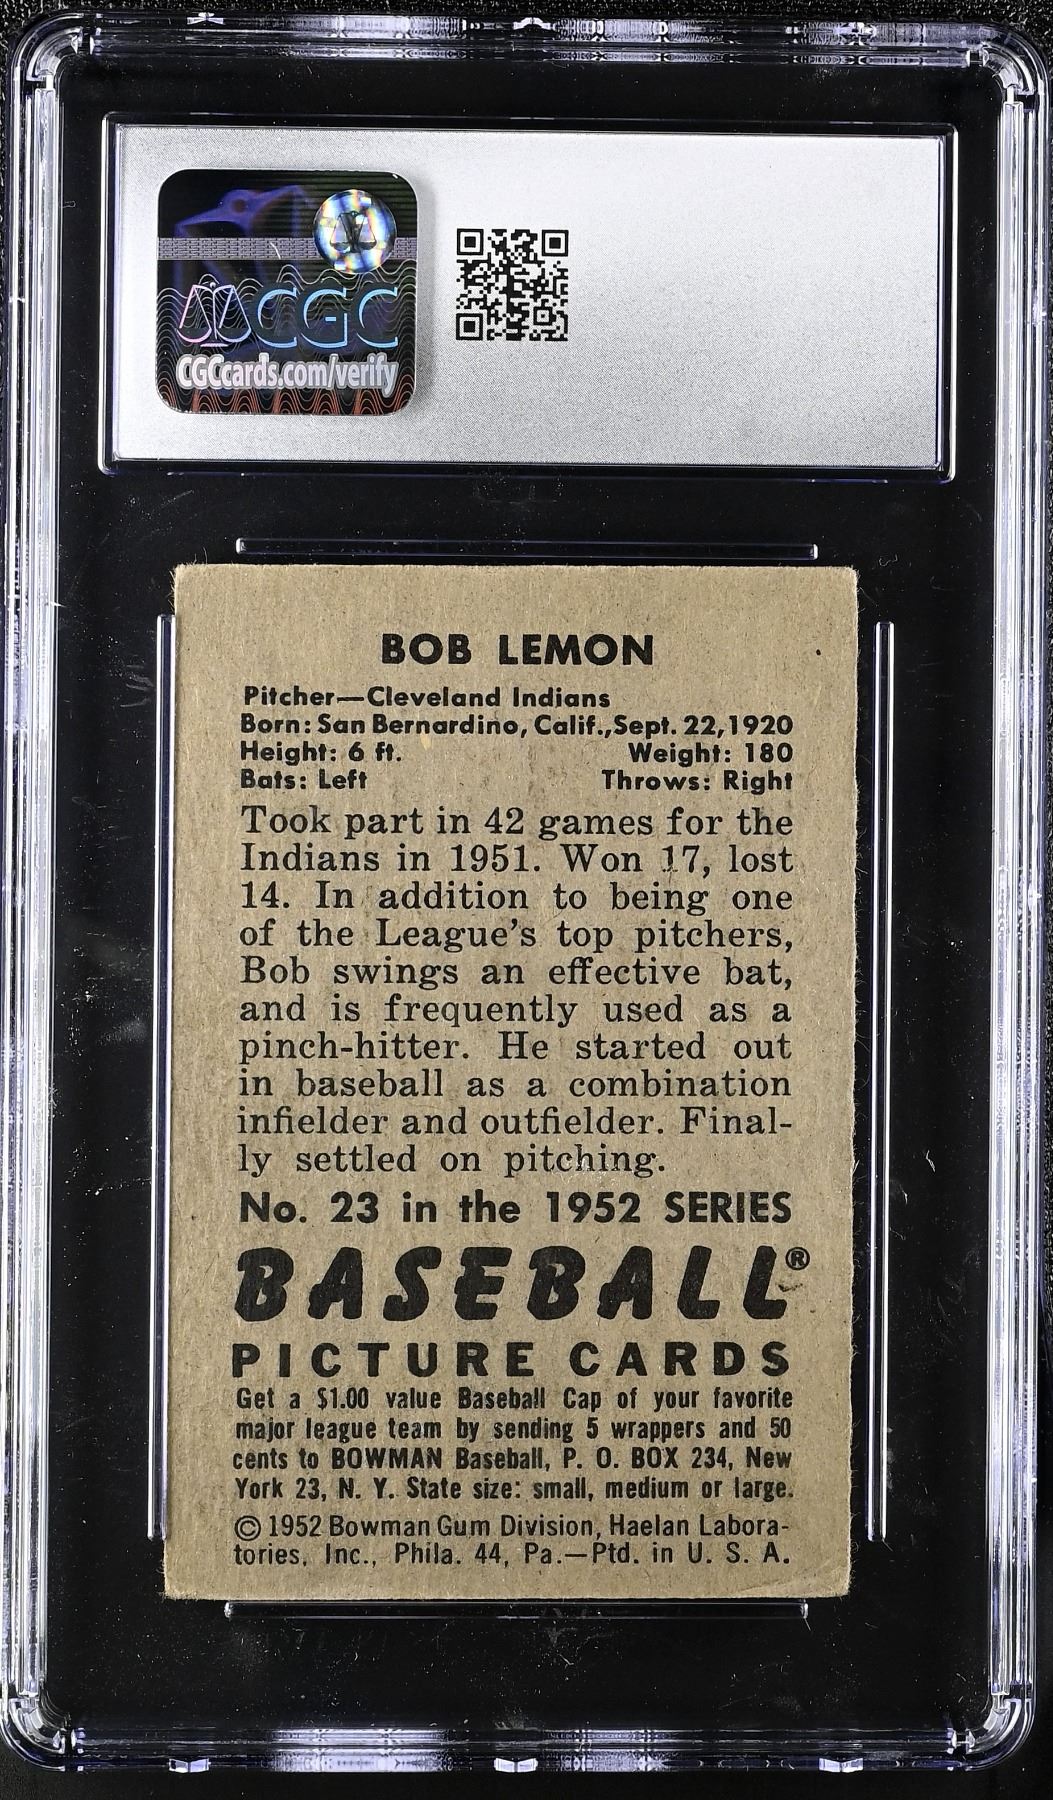 CGC
CGCcards.com/verify
BOB LEMON
Pitcher—Cleveland Indians
Born: San Bernardino, Calif., Sept. 22, 1920
Height: 6 ft. Weight: 180
Bats: Left Throws: Right
Took part in 42 games for the
Indians in 1951. Won 17, lost
14. In addition to being one
of the League's top pitchers,
Bob swings an effective bat,
and is frequently used as a
pinch-hitter. He started out
in baseball as a combination
infielder and outfielder. Final-
ly settled on pitching.
No. 23 in the 1952 SERIES
BASEBALL®
PICTURE CARDS
Get a $1.00 value Baseball Cap of your favorite
major league team by sending 5 wrappers and 50
cents to BOWMAN Baseball, P. O. BOX 234, New
York 23, N. Y. State size: small, medium or large.
© 1952 Bowman Gum Division, Haelan Labora-
tories, Inc., Phila. 44, Pa.—Ptd. in U. S. A.